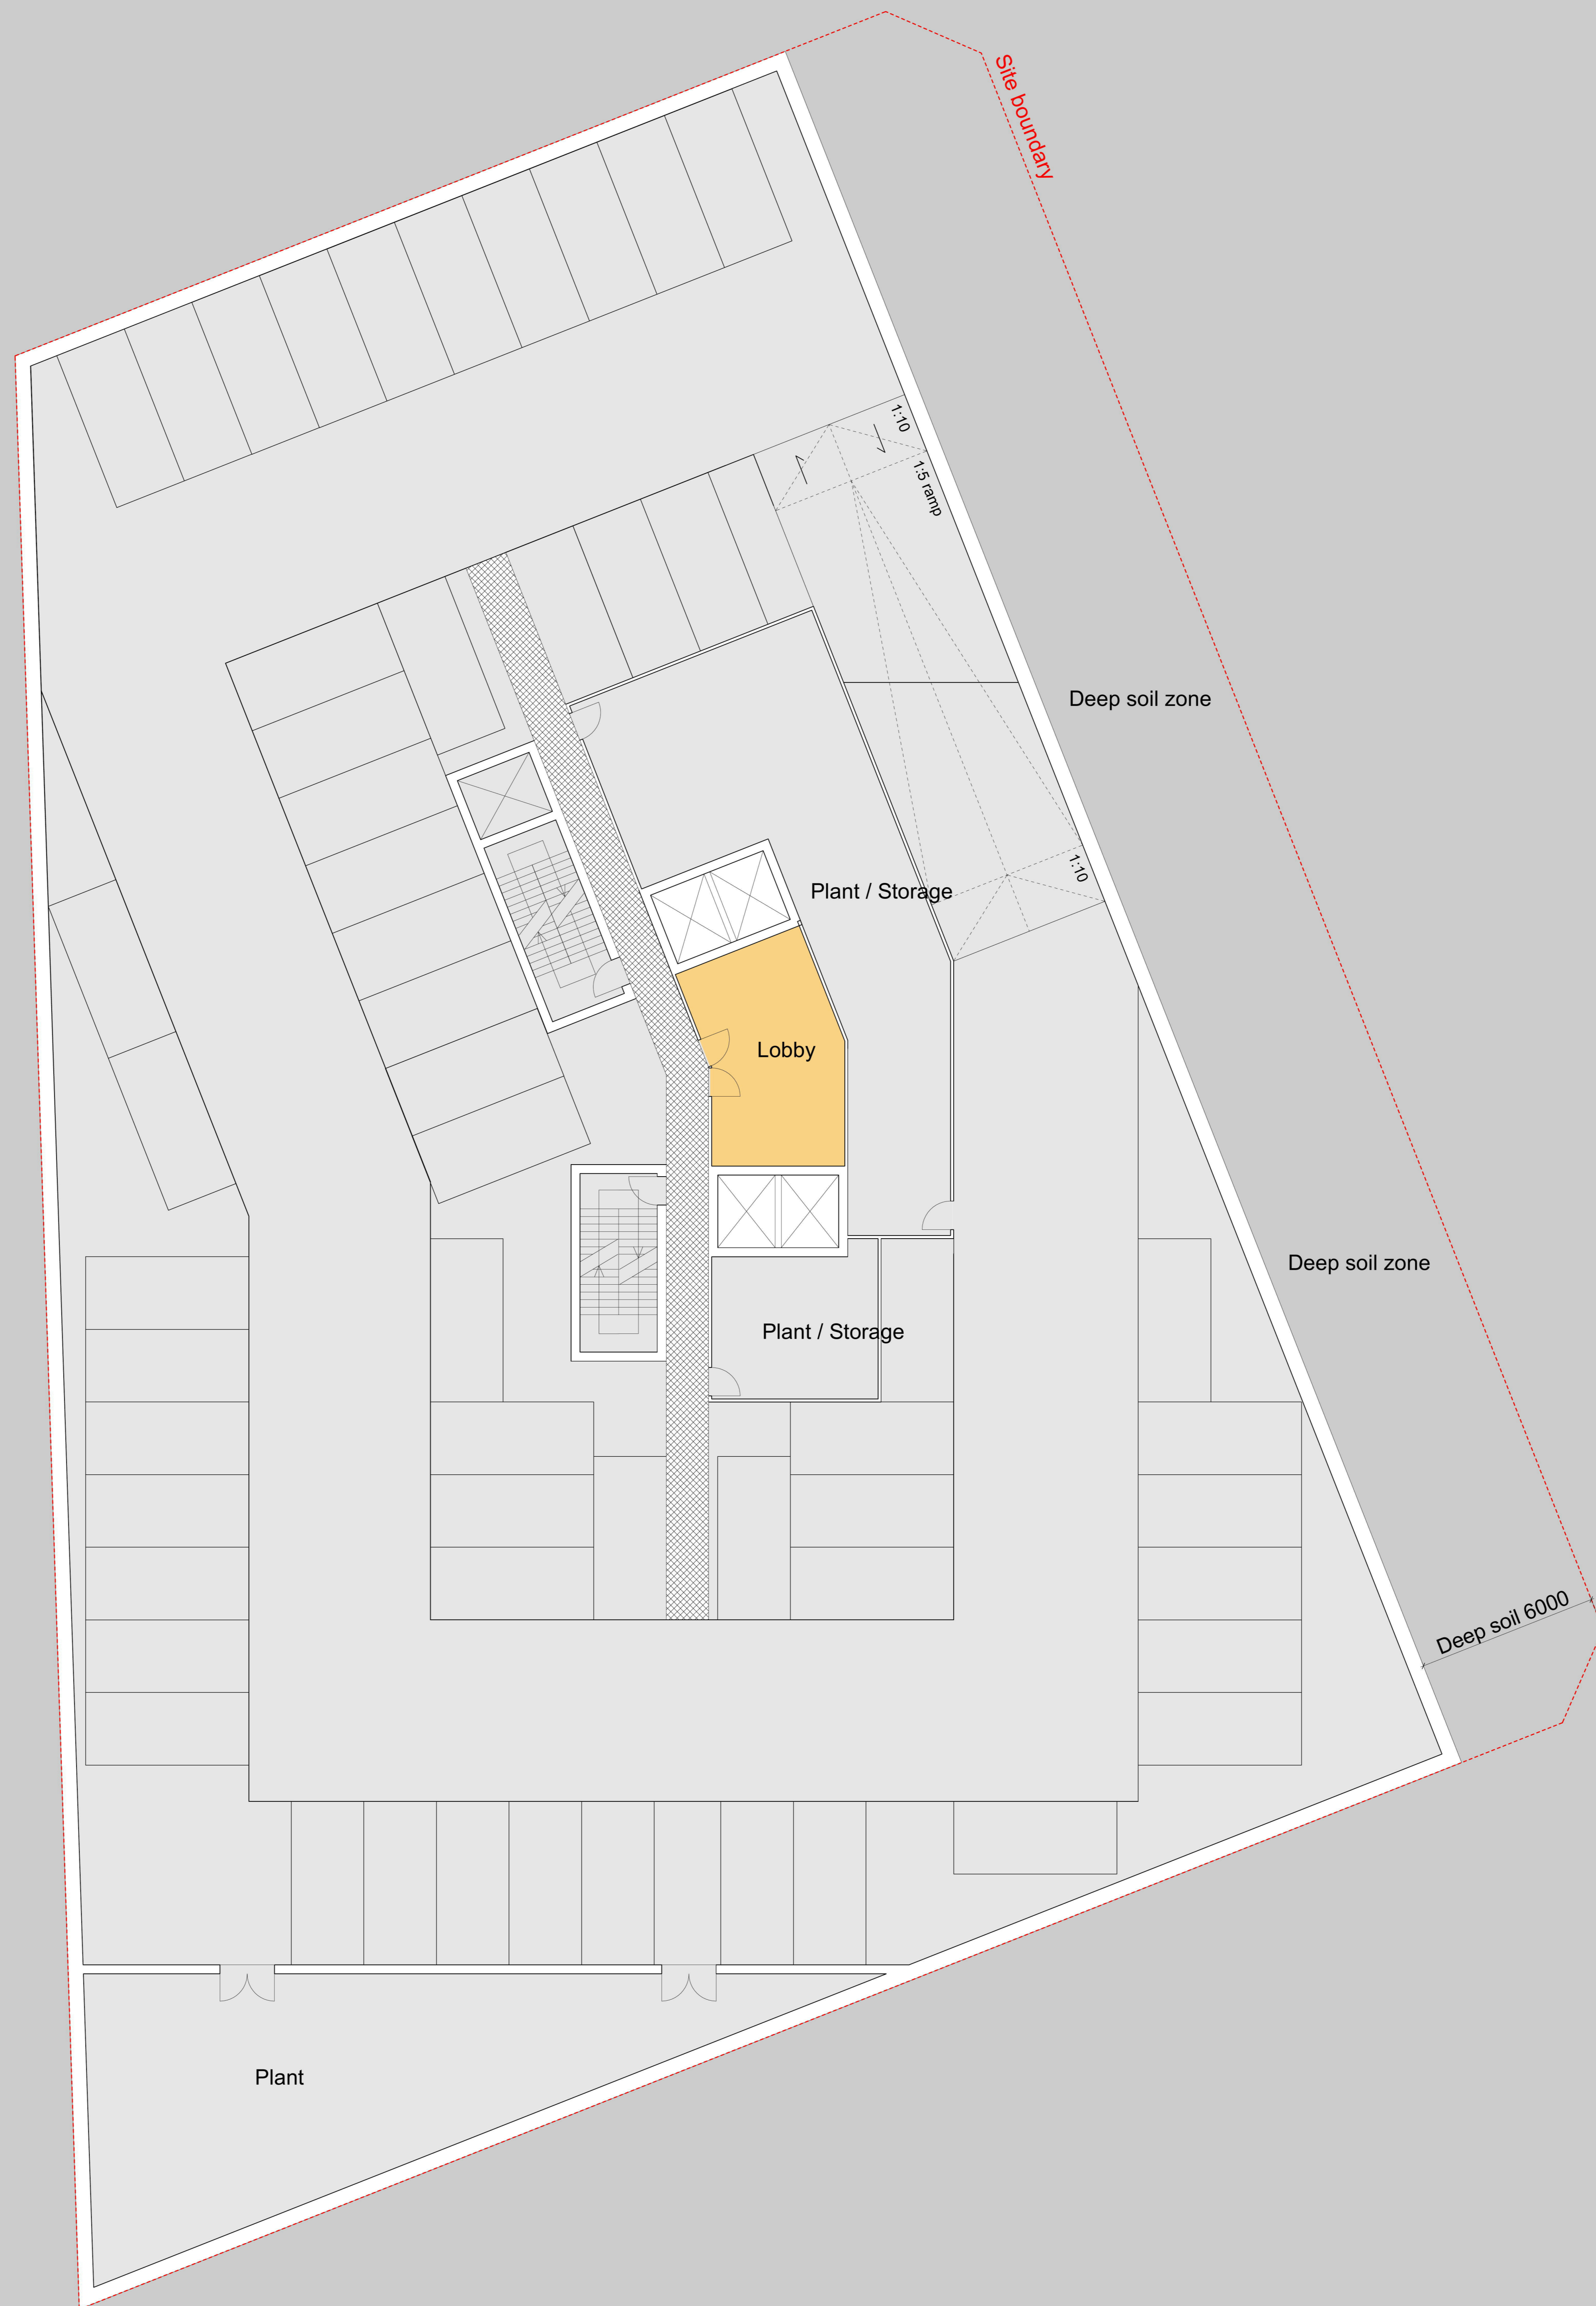 Site boundary
1:10
1:5 ramp
Deep soil zone
1:10
Plant / Storage
Lobby
Deep soil zone
Plant / Storage
Deep soil 6000
Plant